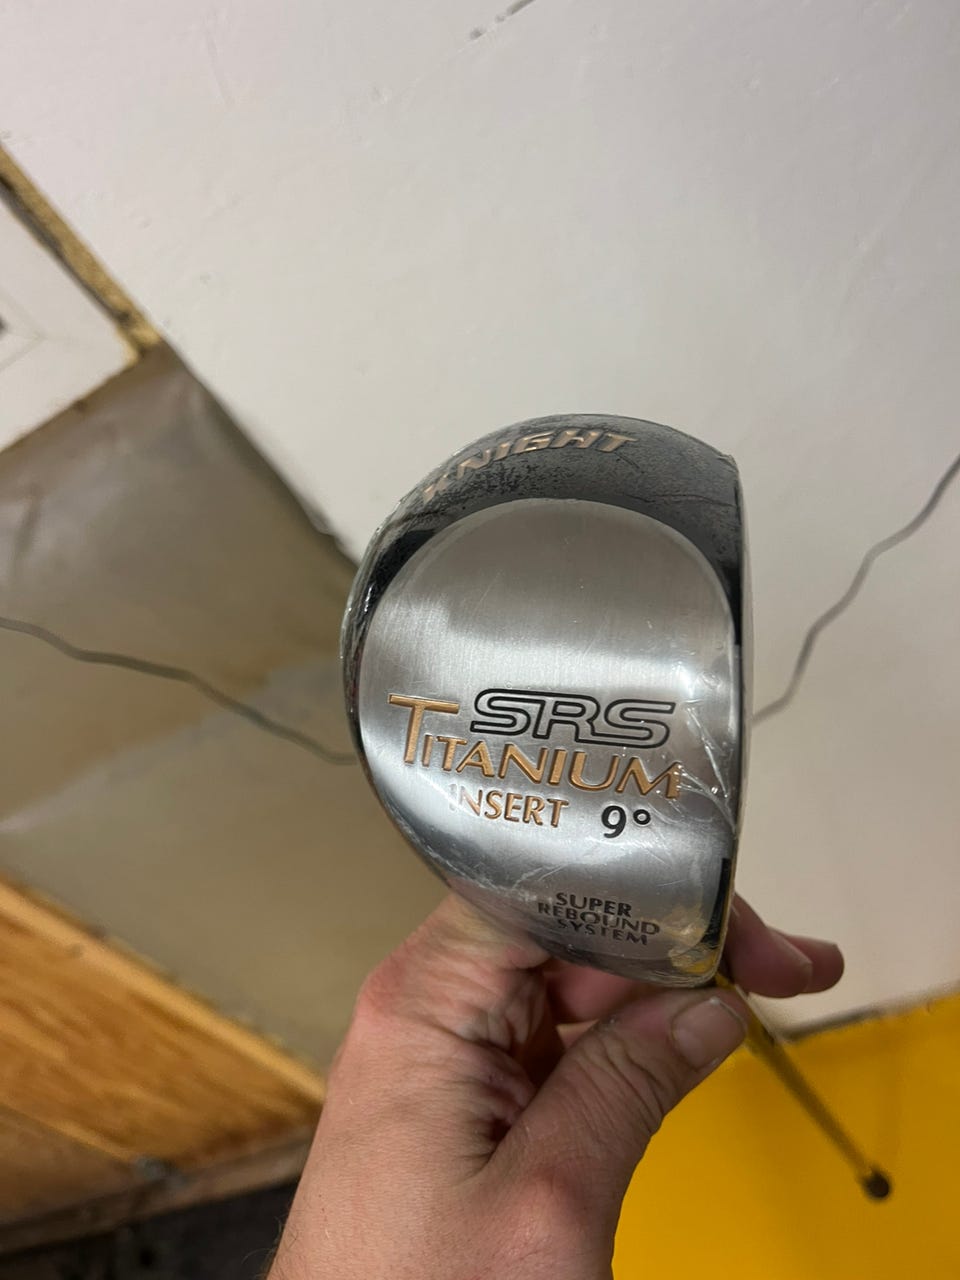 KNIGHT
SRS
TITANIUM
INSERT 9°
SUPER
REBOUND
SYSTEM